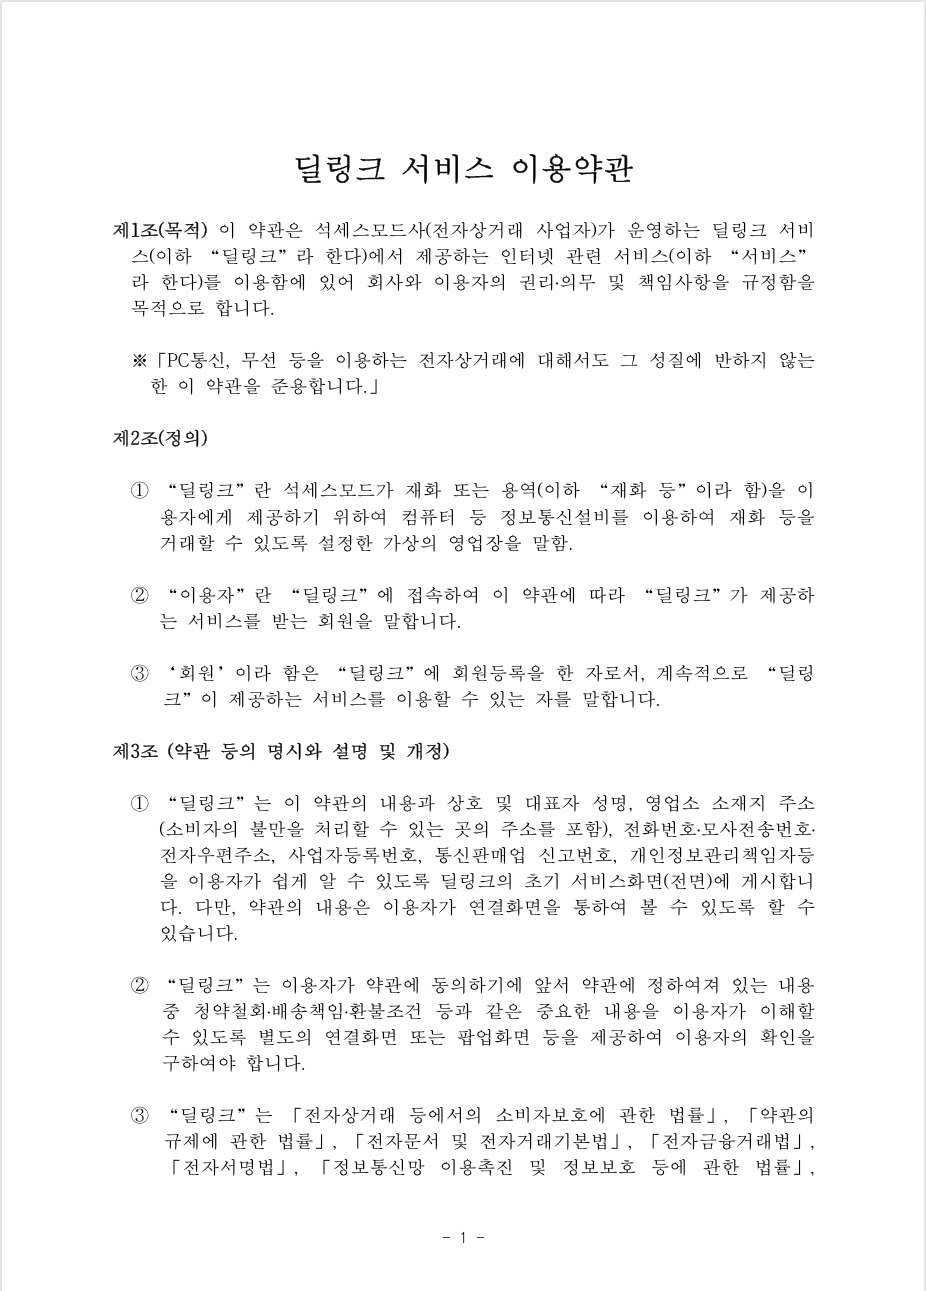 딜링크 서비스 이용약관
제1조(목적) 이 약관은 석세스모드사(전자상거래 사업자)가 운영하는 딜링크 서비
스(이하 “딜링크”라 한다)에서 제공하는 인터넷 관련 서비스(이하 “서비스”
라 한다)를 이용함에 있어 회사와 이용자의 권리·의무 및 책임사항을 규정함을
목적으로 합니다.
※「PC통신, 무선 등을 이용하는 전자상거래에 대해서도 그 성질에 반하지 않는
한 이 약관을 준용합니다.」
제2조(정의)
① “딜링크”란 석세스모드가 재화 또는 용역(이하 “재화 등”이라 함)을 이
용자에게 제공하기 위하여 컴퓨터 등 정보통신설비를 이용하여 재화 등을
거래할 수 있도록 설정한 가상의 영업장을 말함.
② “이용자”란 “딜링크”에 접속하여 이 약관에 따라 “딜링크”가 제공하
는 서비스를 받는 회원을 말합니다.
③ ‘회원’이라 함은 “딜링크”에 회원등록을 한 자로서, 계속적으로 “딜링
크”이 제공하는 서비스를 이용할 수 있는 자를 말합니다.
제3조 (약관 등의 명시와 설명 및 개정)
① “딜링크”는 이 약관의 내용과 상호 및 대표자 성명, 영업소 소재지 주소
(소비자의 불만을 처리할 수 있는 곳의 주소를 포함), 전화번호·모사전송번호·
전자우편주소, 사업자등록번호, 통신판매업 신고번호, 개인정보관리책임자등
을 이용자가 쉽게 알 수 있도록 딜링크의 초기 서비스화면(전면)에 게시합니
다. 다만, 약관의 내용은 이용자가 연결화면을 통하여 볼 수 있도록 할 수
있습니다.
② “딜링크”는 이용자가 약관에 동의하기에 앞서 약관에 정하여져 있는 내용
중 청약철회·배송책임·환불조건 등과 같은 중요한 내용을 이용자가 이해할
수 있도록 별도의 연결화면 또는 팝업화면 등을 제공하여 이용자의 확인을
구하여야 합니다.
③ “딜링크”는 「전자상거래 등에서의 소비자보호에 관한 법률」, 「약관의
규제에 관한 법률」, 「전자문서 및 전자거래기본법」, 「전자금융거래법」,
「전자서명법」, 「정보통신망 이용촉진 및 정보보호 등에 관한 법률」,
- 1 -